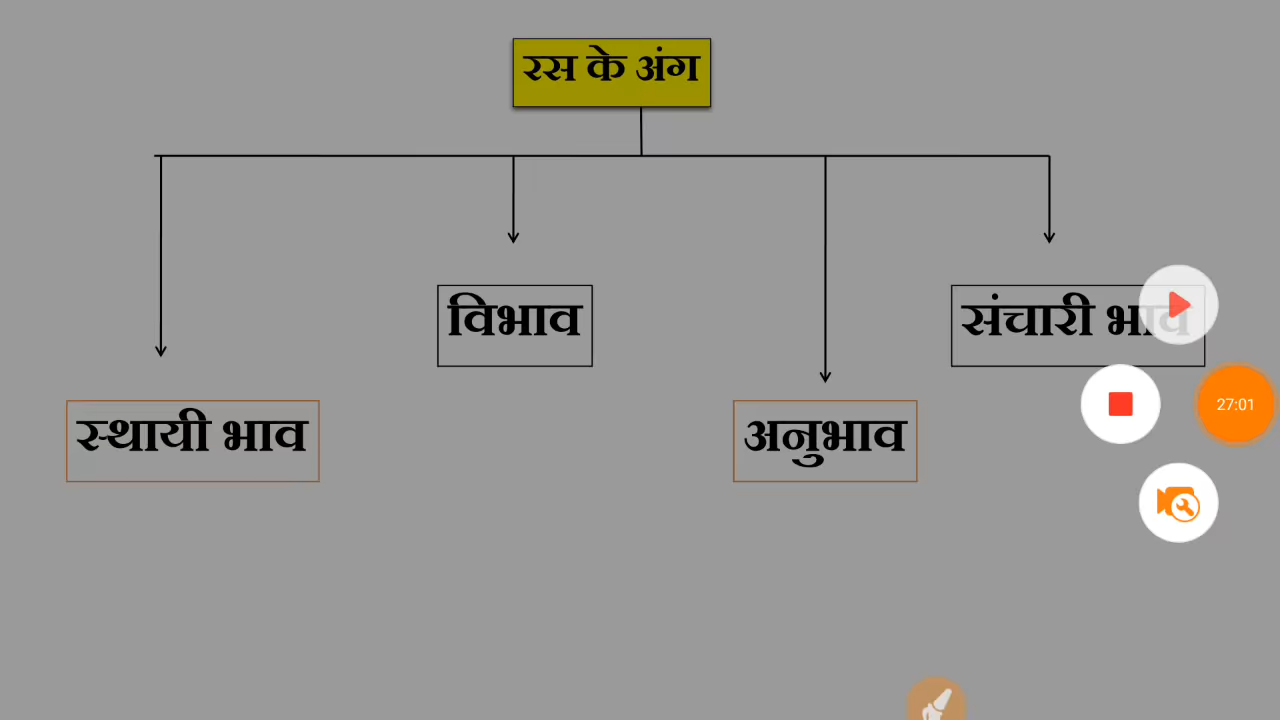 रस के अंग
विभाव
संचारी भाव
27:01
स्थायी भाव
अनुभाव